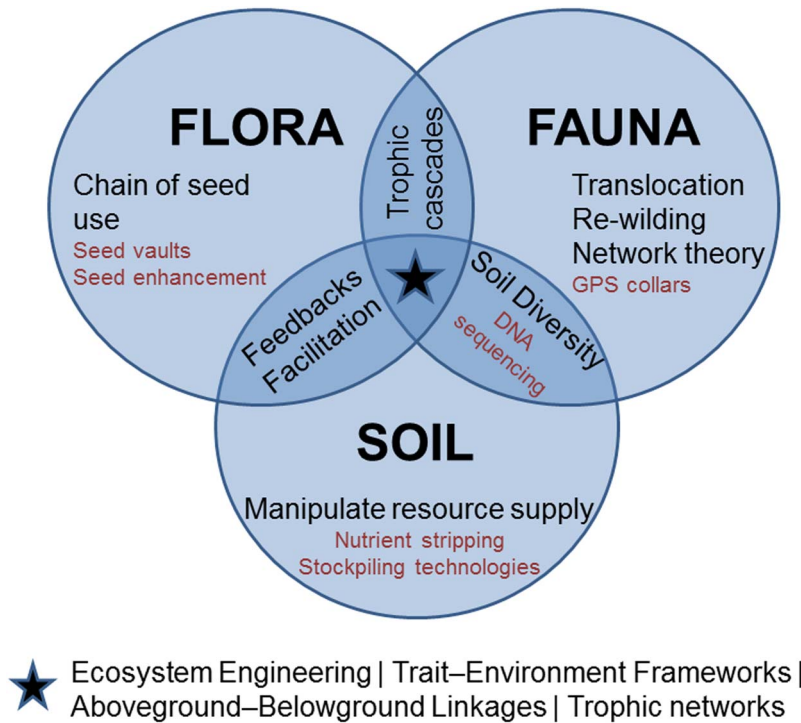 FLORA
Chain of seed
use
Seed vaults
Seed enhancement
Trophic
cascades
FAUNA
Translocation
Re-wilding
Network theory
GPS collars
Feedbacks
Facilitation
Soil Diversity
DNA
sequencing
SOIL
Manipulate resource supply
Nutrient stripping
Stockpiling technologies
Ecosystem Engineering | Trait–Environment Frameworks |
Aboveground–Belowground Linkages | Trophic networks